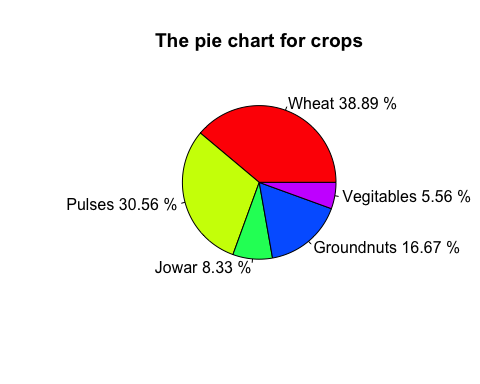 The pie chart for crops
Wheat 38.89 %
Pulses 30.56 %
Vegitables 5.56 %
Groundnuts 16.67 %
Jowar 8.33 %